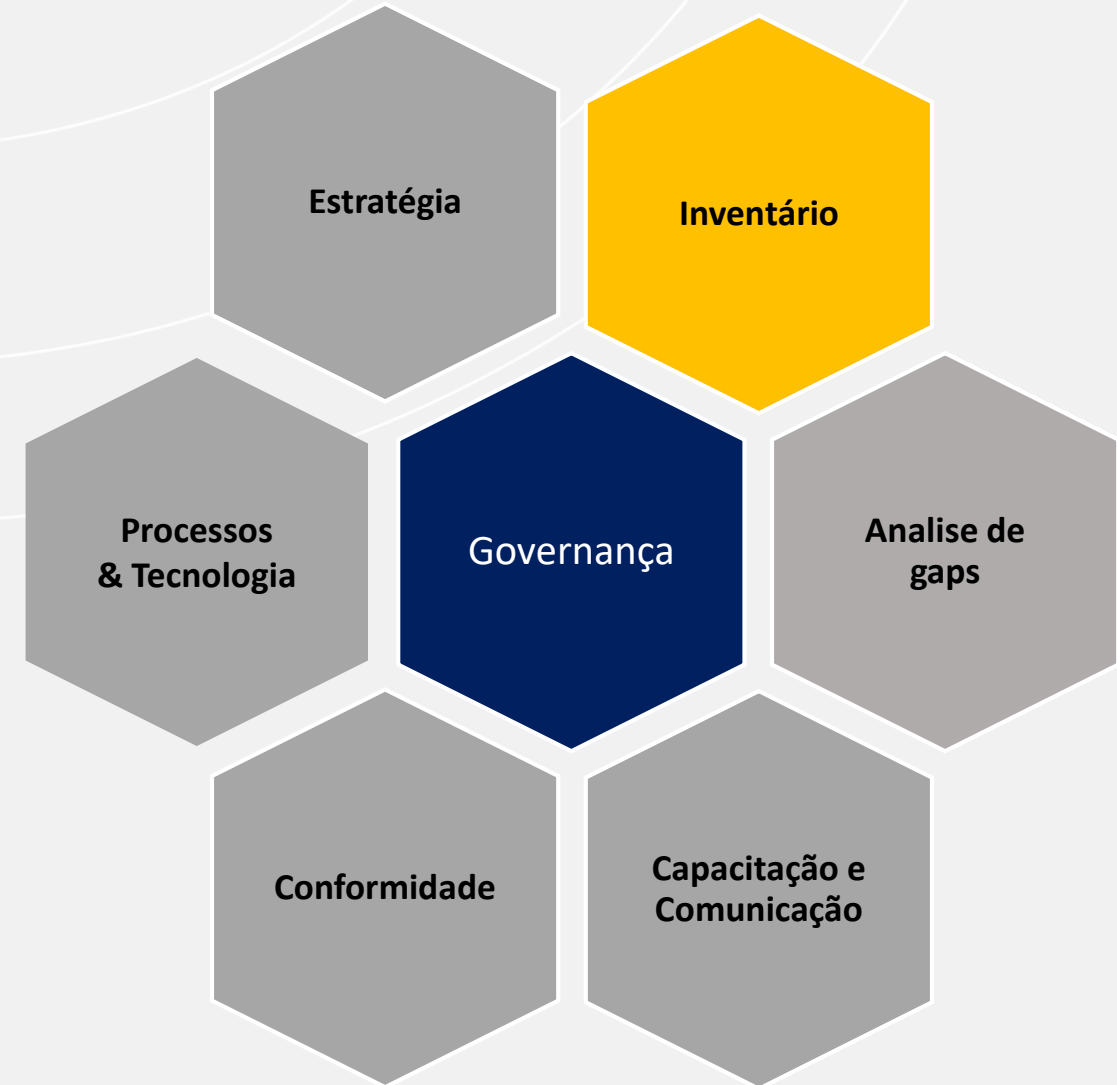 Estratégia
Inventário
Processos
& Tecnologia
Governança
Analise de
gaps
Conformidade
Capacitação e
Comunicação